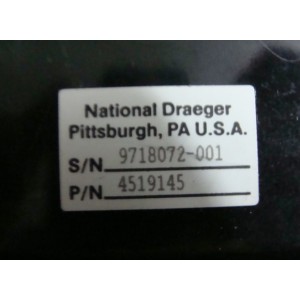 National Draeger
Pittsburgh, PA U.S.A.
S/N 9718072-001
P/N 4519145